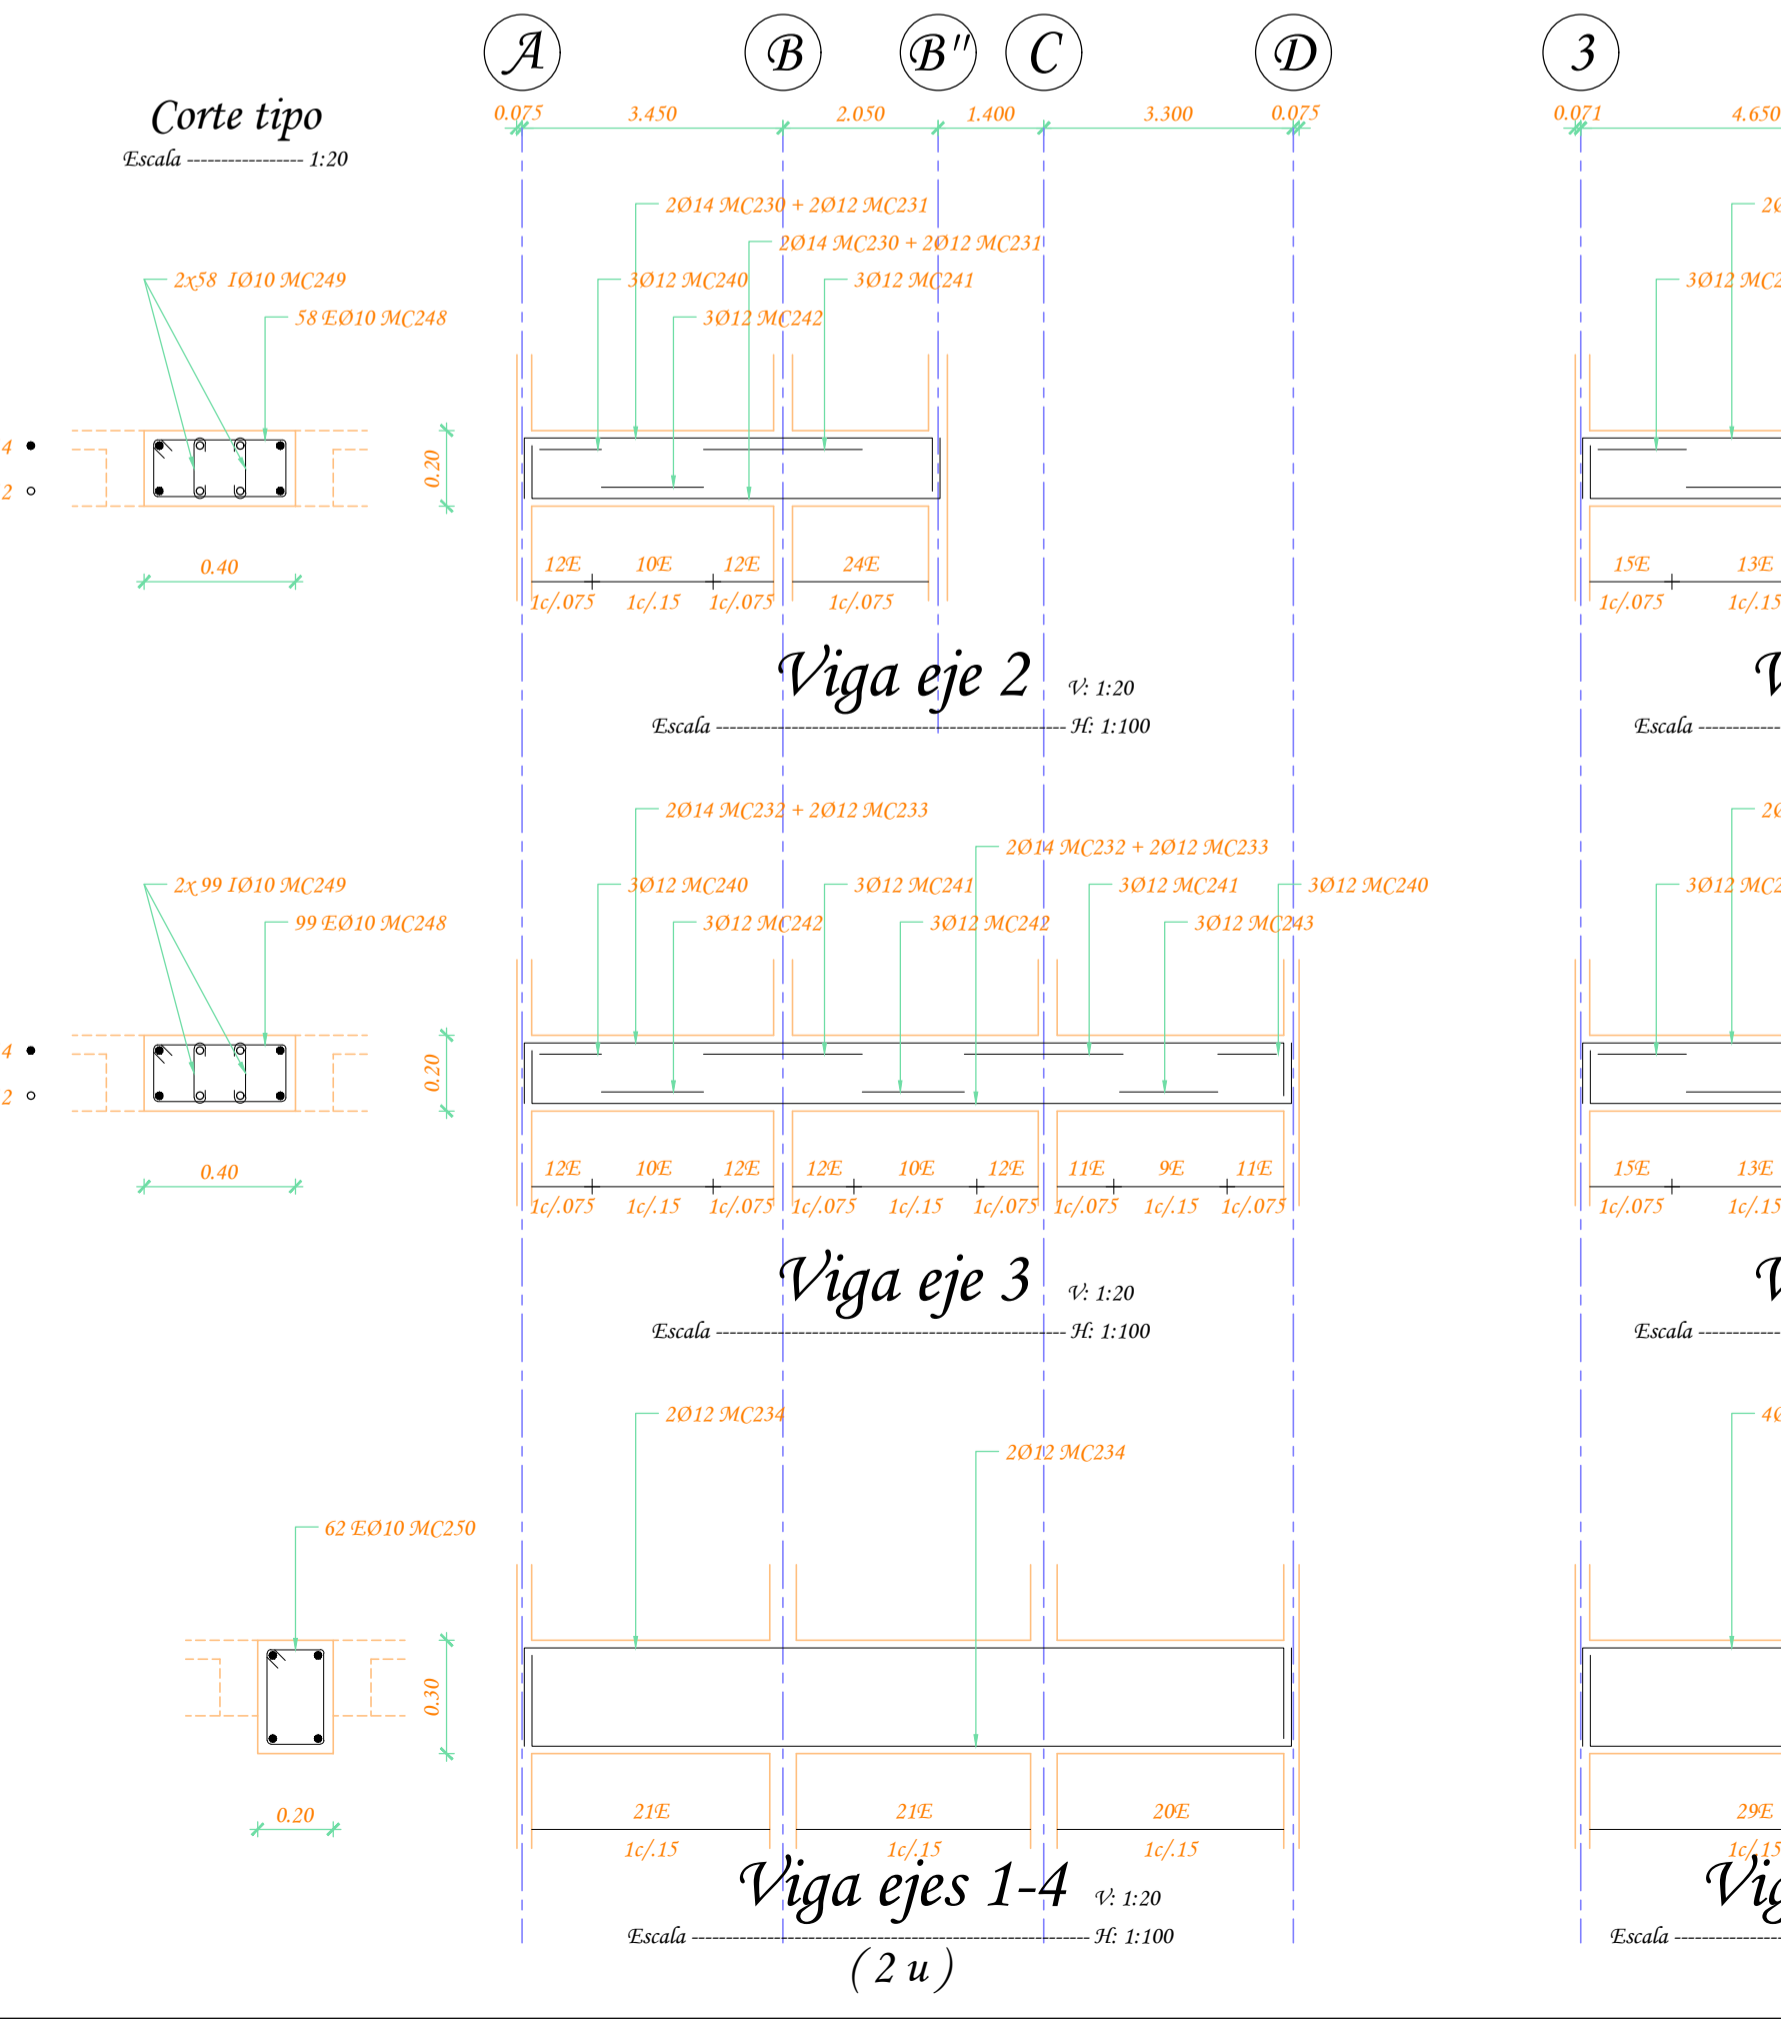 A B B" C D 3
0.075 3.450 2.050 1.400 3.300 0.075 0.071 4.650
Corte tipo
Escala ----------------- 1:20
2Ø14 MC230 + 2Ø12 MC231
2Ø14 MC230 + 2Ø12 MC231
2x58 IØ10 MC249
3Ø12 MC240
3Ø12 MC241
58 EØ10 MC248
3Ø12 MC242
4
2
0.20
0.40
12E 10E 12E 24E 15E 13E
1c/.075 1c/.15 1c/.075 1c/.075 1c/.075 1c/.15
Viga eje 2 V: 1:20
Escala --------------------------------------------------- H: 1:100
Escala
2Ø14 MC232 + 2Ø12 MC233
2Ø14 MC232 + 2Ø12 MC233
2x 99 IØ10 MC249
3Ø12 MC240
3Ø12 MC241
3Ø12 MC241
3Ø12 MC240
99 EØ10 MC248
3Ø12 MC242
3Ø12 MC242
3Ø12 MC243
4
2
0.20
0.40
12E 10E 12E 12E 10E 12E 11E 9E 11E 15E 13E
1c/.075 1c/.15 1c/.075 1c/.075 1c/.15 1c/.075 1c/.075 1c/.15 1c/.075 1c/.075 1c/.15
Viga eje 3 V: 1:20
Escala --------------------------------------------------- H: 1:100
Escala
2Ø12 MC234
2Ø12 MC234
62 EØ10 MC250
0.30
0.20
21E 21E 20E 29E
1c/.15 1c/.15 1c/.15 1c/.15
Viga ejes 1-4 V: 1:20
Escala ---------------------------------------------------------- H: 1:100
Escala
( 2 u )